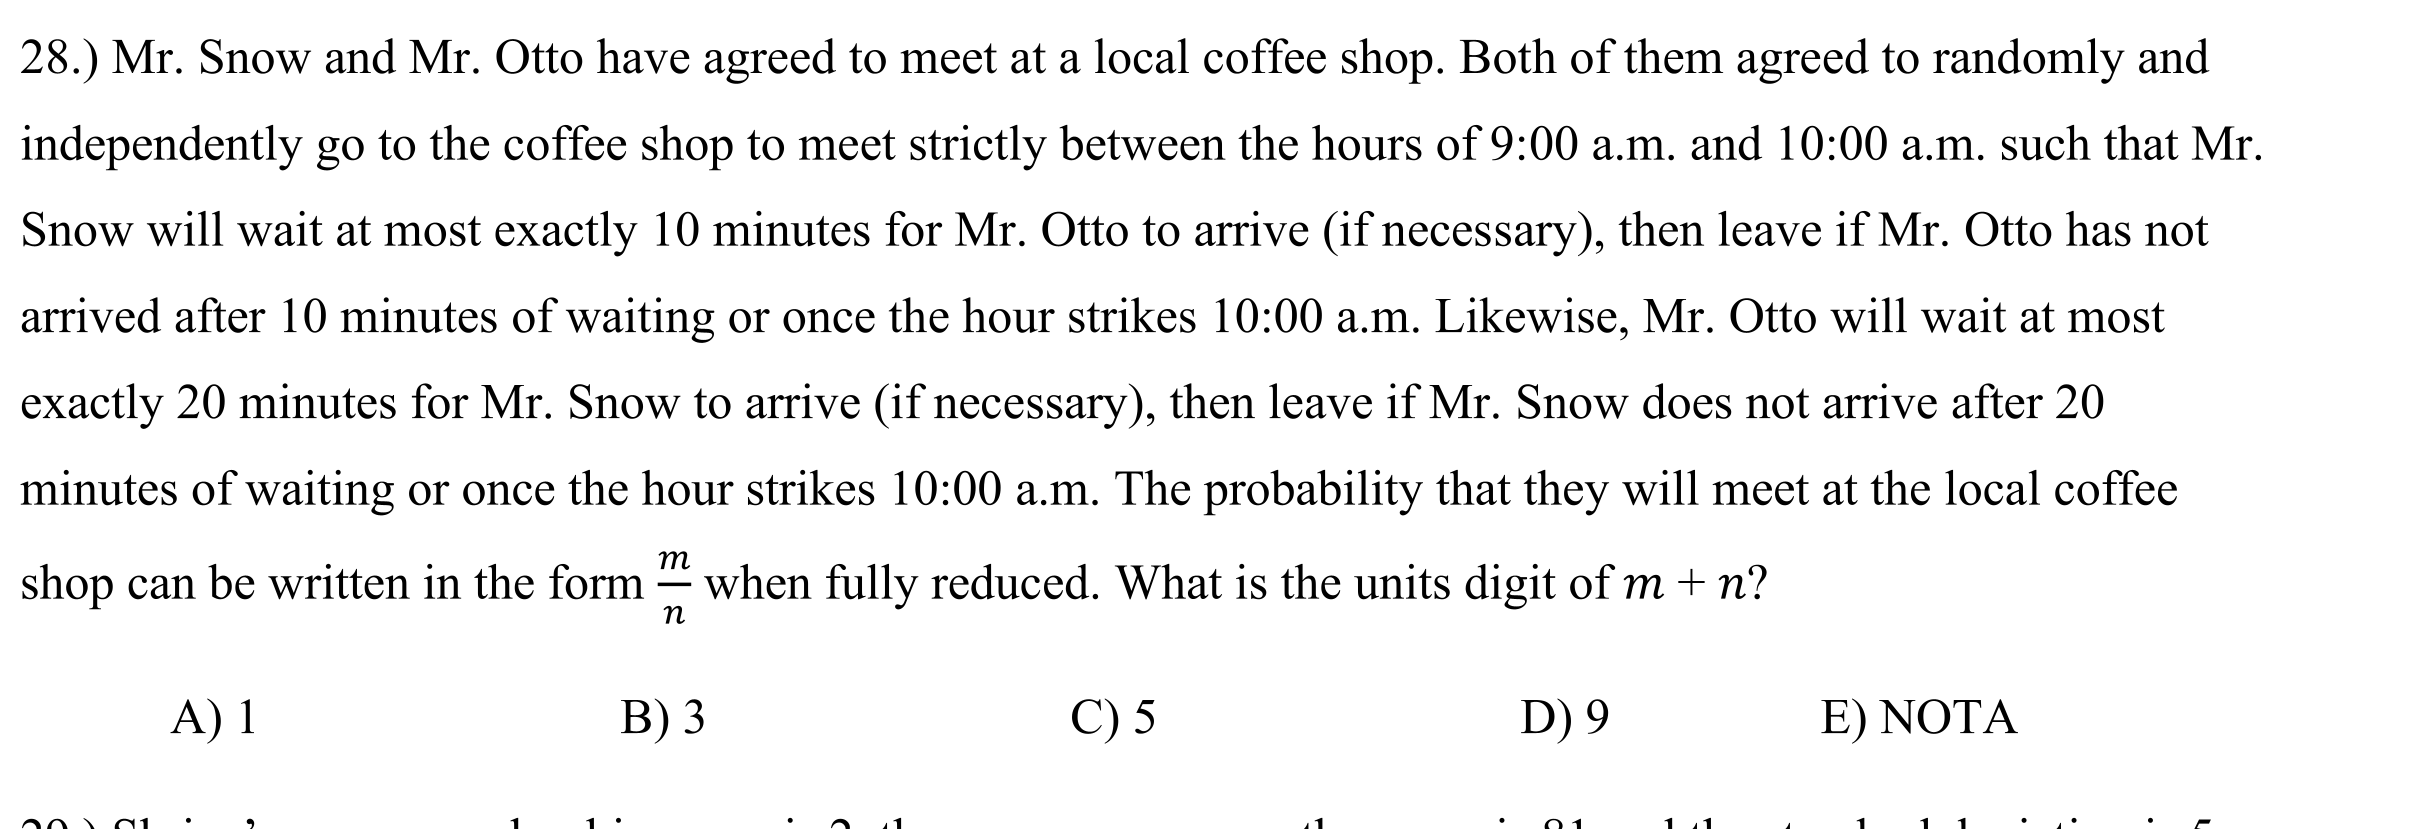 28.) Mr. Snow and Mr. Otto have agreed to meet at a local coffee shop. Both of them agreed to randomly and
independently go to the coffee shop to meet strictly between the hours of 9:00 a.m. and 10:00 a.m. such that Mr.
Snow will wait at most exactly 10 minutes for Mr. Otto to arrive (if necessary), then leave if Mr. Otto has not
arrived after 10 minutes of waiting or once the hour strikes 10:00 a.m. Likewise, Mr. Otto will wait at most
exactly 20 minutes for Mr. Snow to arrive (if necessary), then leave if Mr. Snow does not arrive after 20
minutes of waiting or once the hour strikes 10:00 a.m. The probability that they will meet at the local coffee
shop can be written in the form m/n when fully reduced. What is the units digit of m + n?
A) 1 B) 3 C) 5 D) 9 E) NOTA